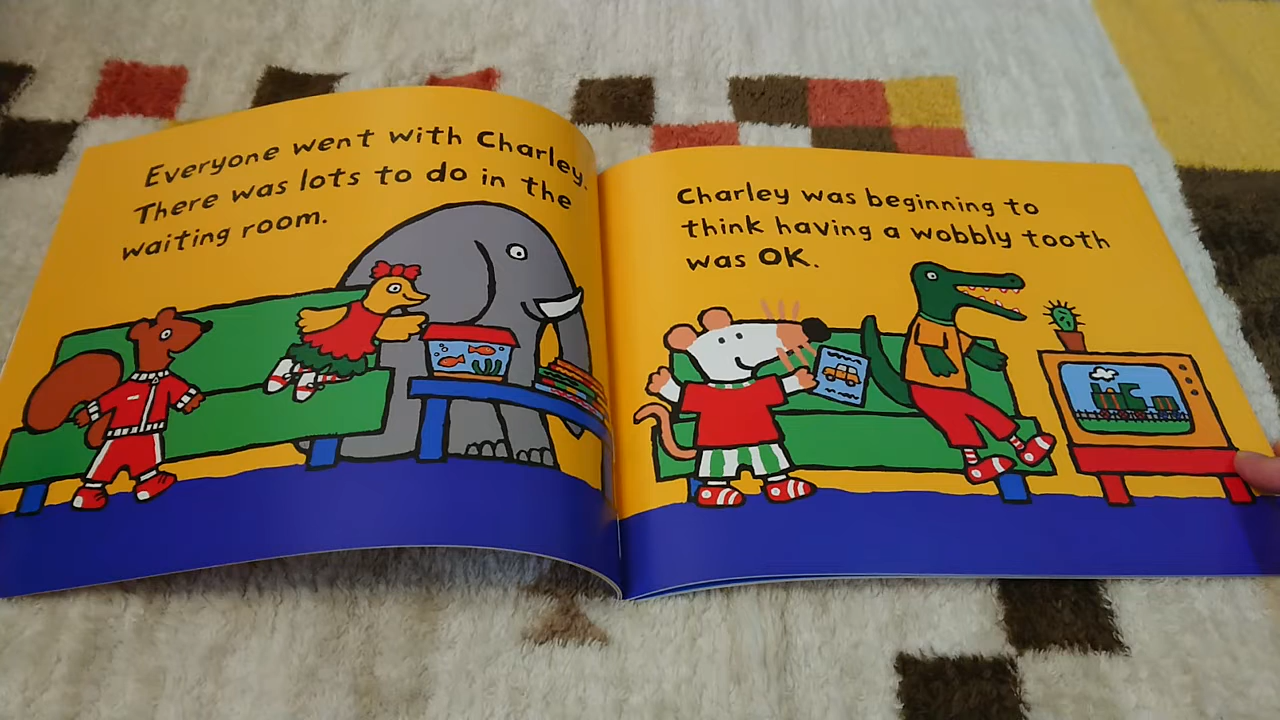 Everyone went with Charley.
There was lots to do in the
waiting room.
Charley was beginning to
think having a wobbly tooth
was OK.